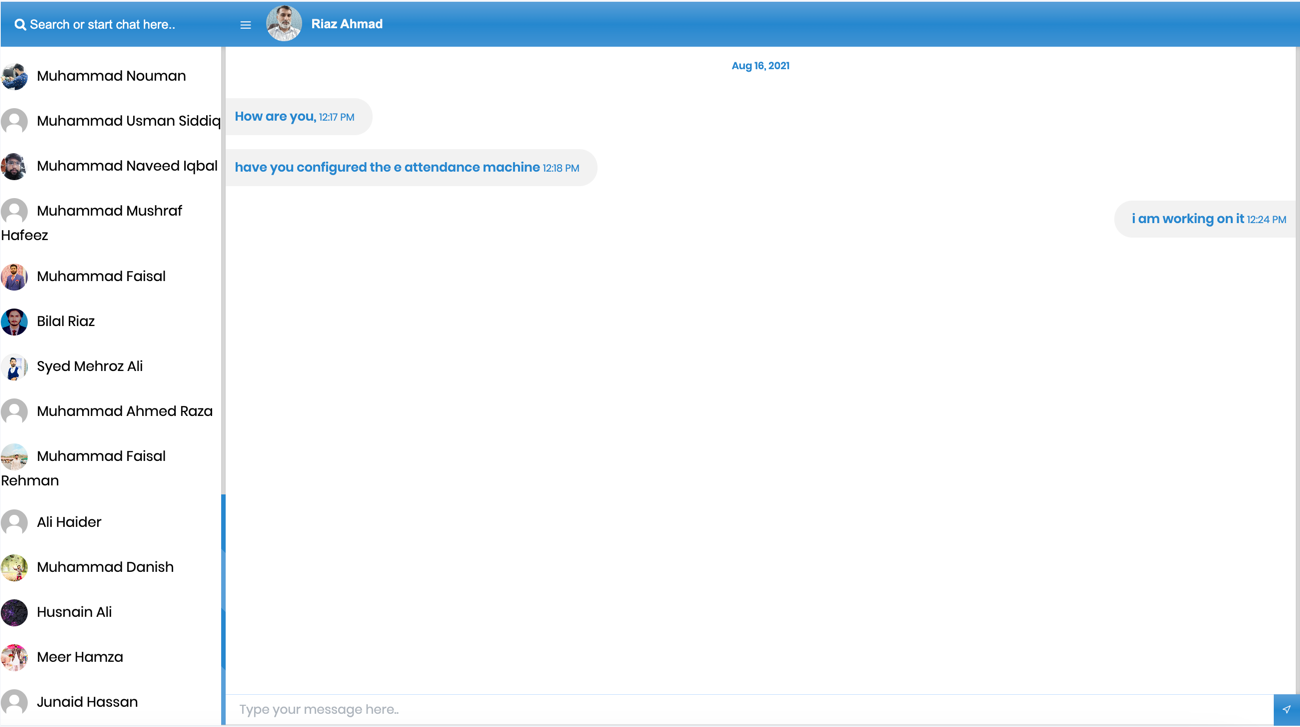 Search or start chat here..
Riaz Ahmad
Muhammad Nouman
Muhammad Usman Siddiq
Muhammad Naveed Iqbal
Muhammad Mushraf
Hafeez
Muhammad Faisal
Bilal Riaz
Syed Mehroz Ali
Muhammad Ahmed Raza
Muhammad Faisal
Rehman
Ali Haider
Muhammad Danish
Husnain Ali
Meer Hamza
Junaid Hassan
Aug 16, 2021
How are you, 12:17 PM
have you configured the e attendance machine 12:18 PM
i am working on it 12:24 PM
Type your message here..